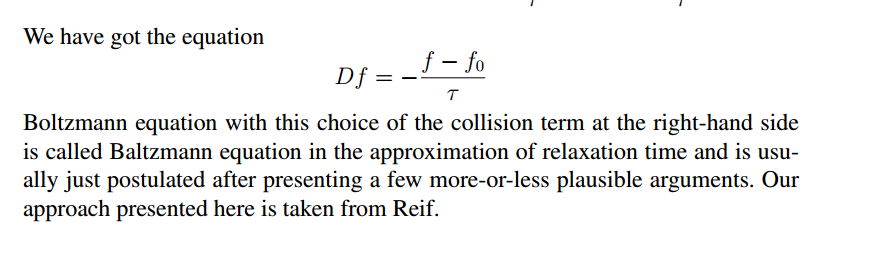 We have got the equation
Df = -\frac{f - f_0}{\tau}
Boltzmann equation with this choice of the collision term at the right-hand side
is called Baltzmann equation in the approximation of relaxation time and is usu-
ally just postulated after presenting a few more-or-less plausible arguments. Our
approach presented here is taken from Reif.